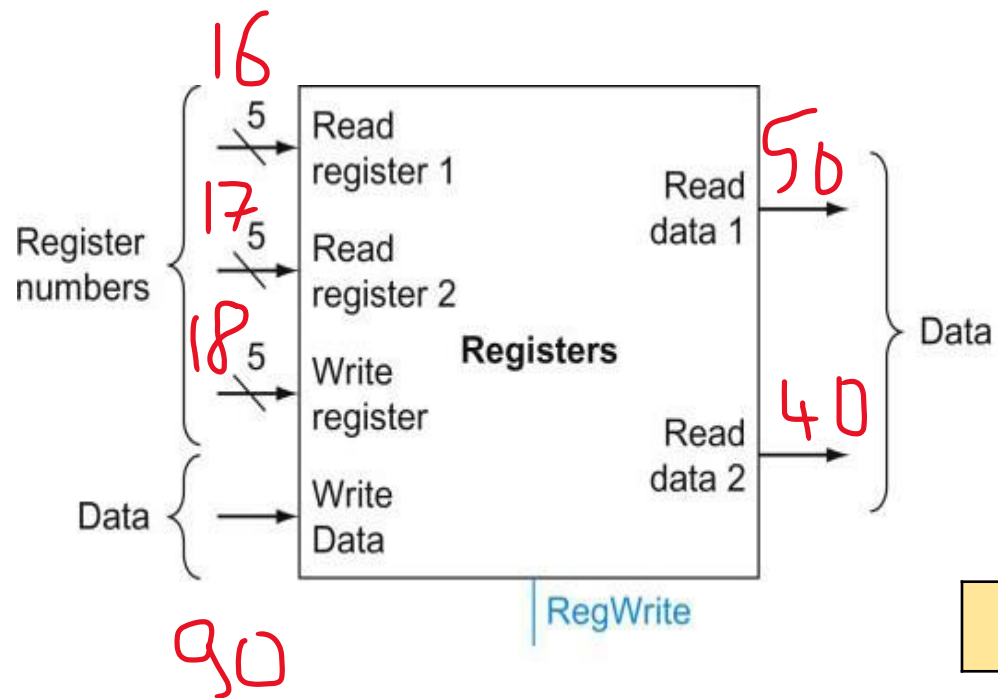 16
5
Read
register 1
17
5
Read
register 2
Register
numbers
18
5
Write
register
Registers
Data
Write
Data
90
Read
data 1
50
Read
data 2
40
Data
RegWrite